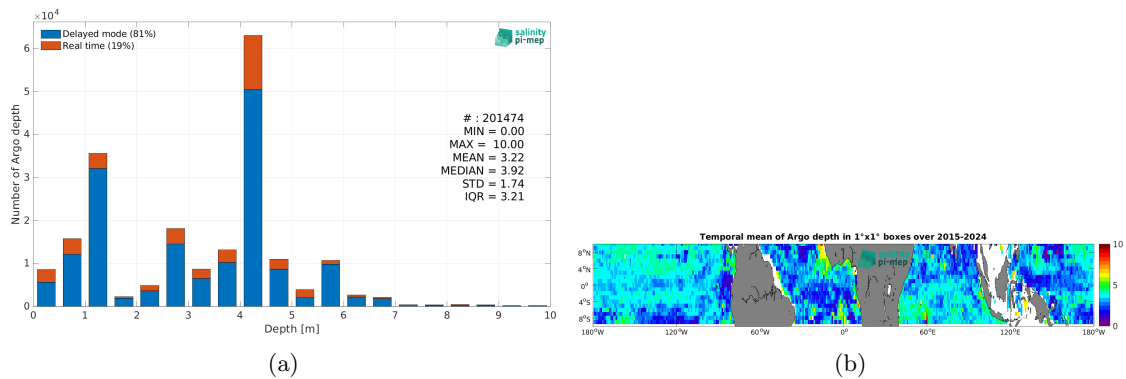 ×10⁴
Delayed mode (81%)
Real time (19%)
salinity
pi-mep
6
5
4
3
2
1
0
Number of Argo depth
# : 201474
MIN = 0.00
MAX = 10.00
MEAN = 3.22
MEDIAN = 3.92
STD = 1.74
IQR = 3.21
0 1 2 3 4 5 6 7 8 9 10
Depth [m]
(a)
Temporal mean of Argo depth in 1°x1° boxes over 2015-2024
salinity
pi-mep
8°N
4°N
0°
4°S
8°S
180°W 120°W 60°W 0° 60°E 120°E 180°W
10
5
0
(b)